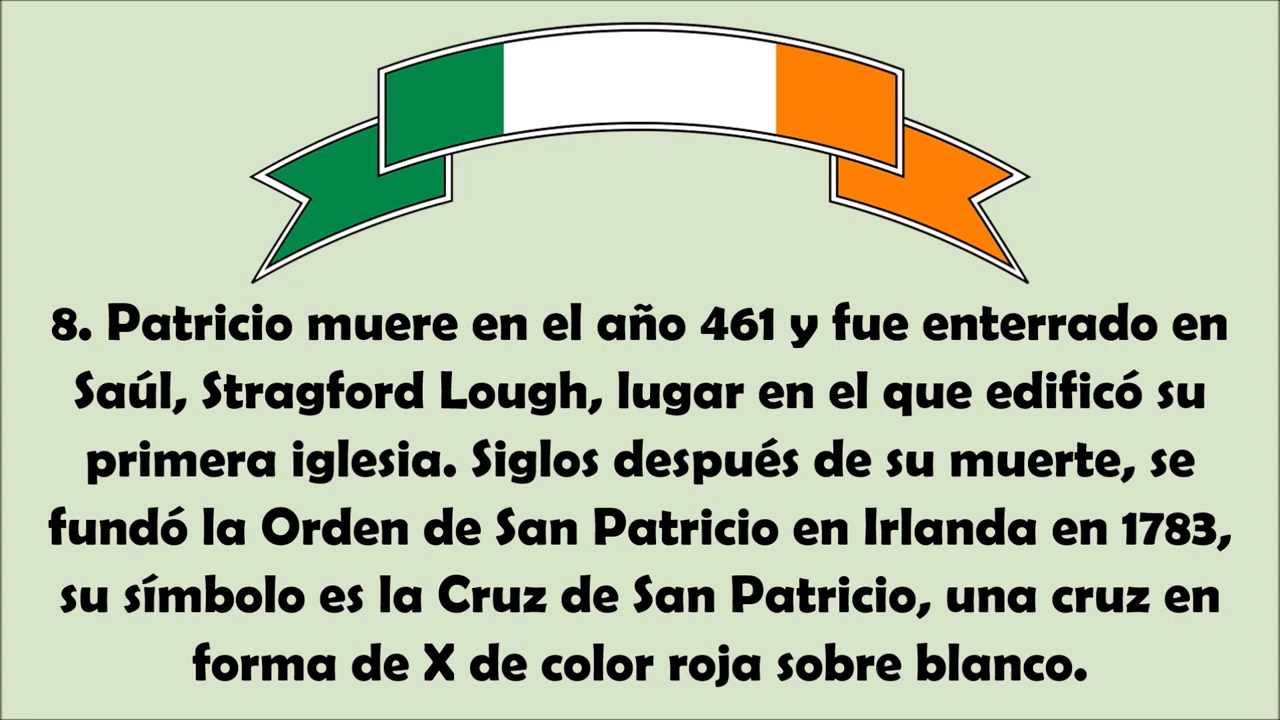 8. Patricio muere en el año 461 y fue enterrado en
Saúl, Stragford Lough, lugar en el que edificó su
primera iglesia. Siglos después de su muerte, se
fundó la Orden de San Patricio en Irlanda en 1783,
su símbolo es la Cruz de San Patricio, una cruz en
forma de X de color roja sobre blanco.